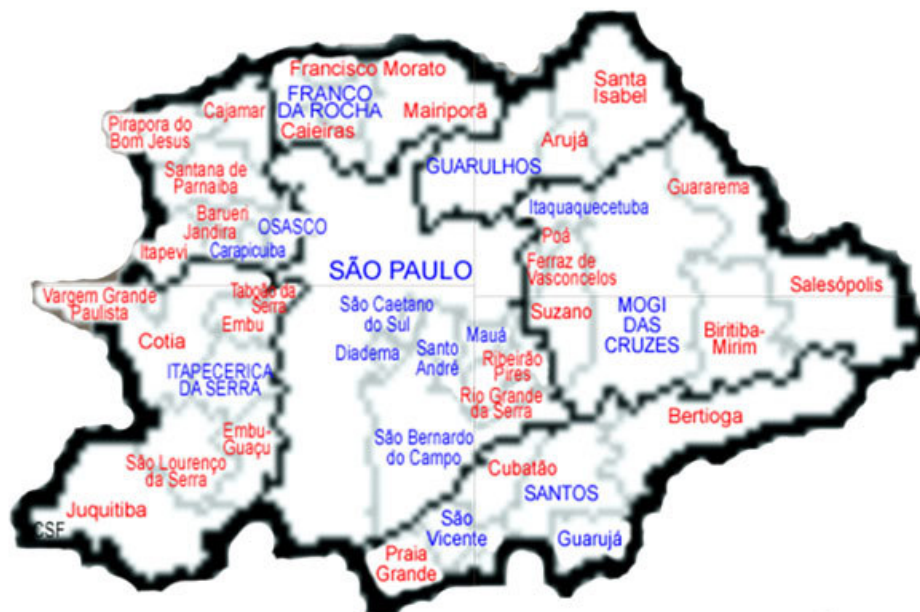 Francisco Morato
FRANCO
DA ROCHA
Caieiras
Mairiporã
Santa
Isabel
Cajamar
Pirapora do
Bom Jesus
Arujá
GUARULHOS
Santana de
Parnaiba
Guararema
Itaquaquecetuba
Barueri
Jandira
OSASCO
Itapevi
Carapicuiba
Poá
Ferraz de
Vasconcelos
SÃO PAULO
Vargem Grande
Paulista
Taboão da
Serra
Embu
Cotia
São Caetano
do Sul
Diadema
Santo
André
Mauá
Ribeirão
Pires
Rio Grande
da Serra
Suzano
MOGI
DAS
CRUZES
Biritiba-
Mirim
Salesópolis
ITAPECERICA
DA SERRA
Embu-
Guaçu
São Lourenço
da Serra
Juquitiba
CSF
São Bernardo
do Campo
Bertioga
Cubatão
SANTOS
São
Vicente
Guarujá
Praia
Grande